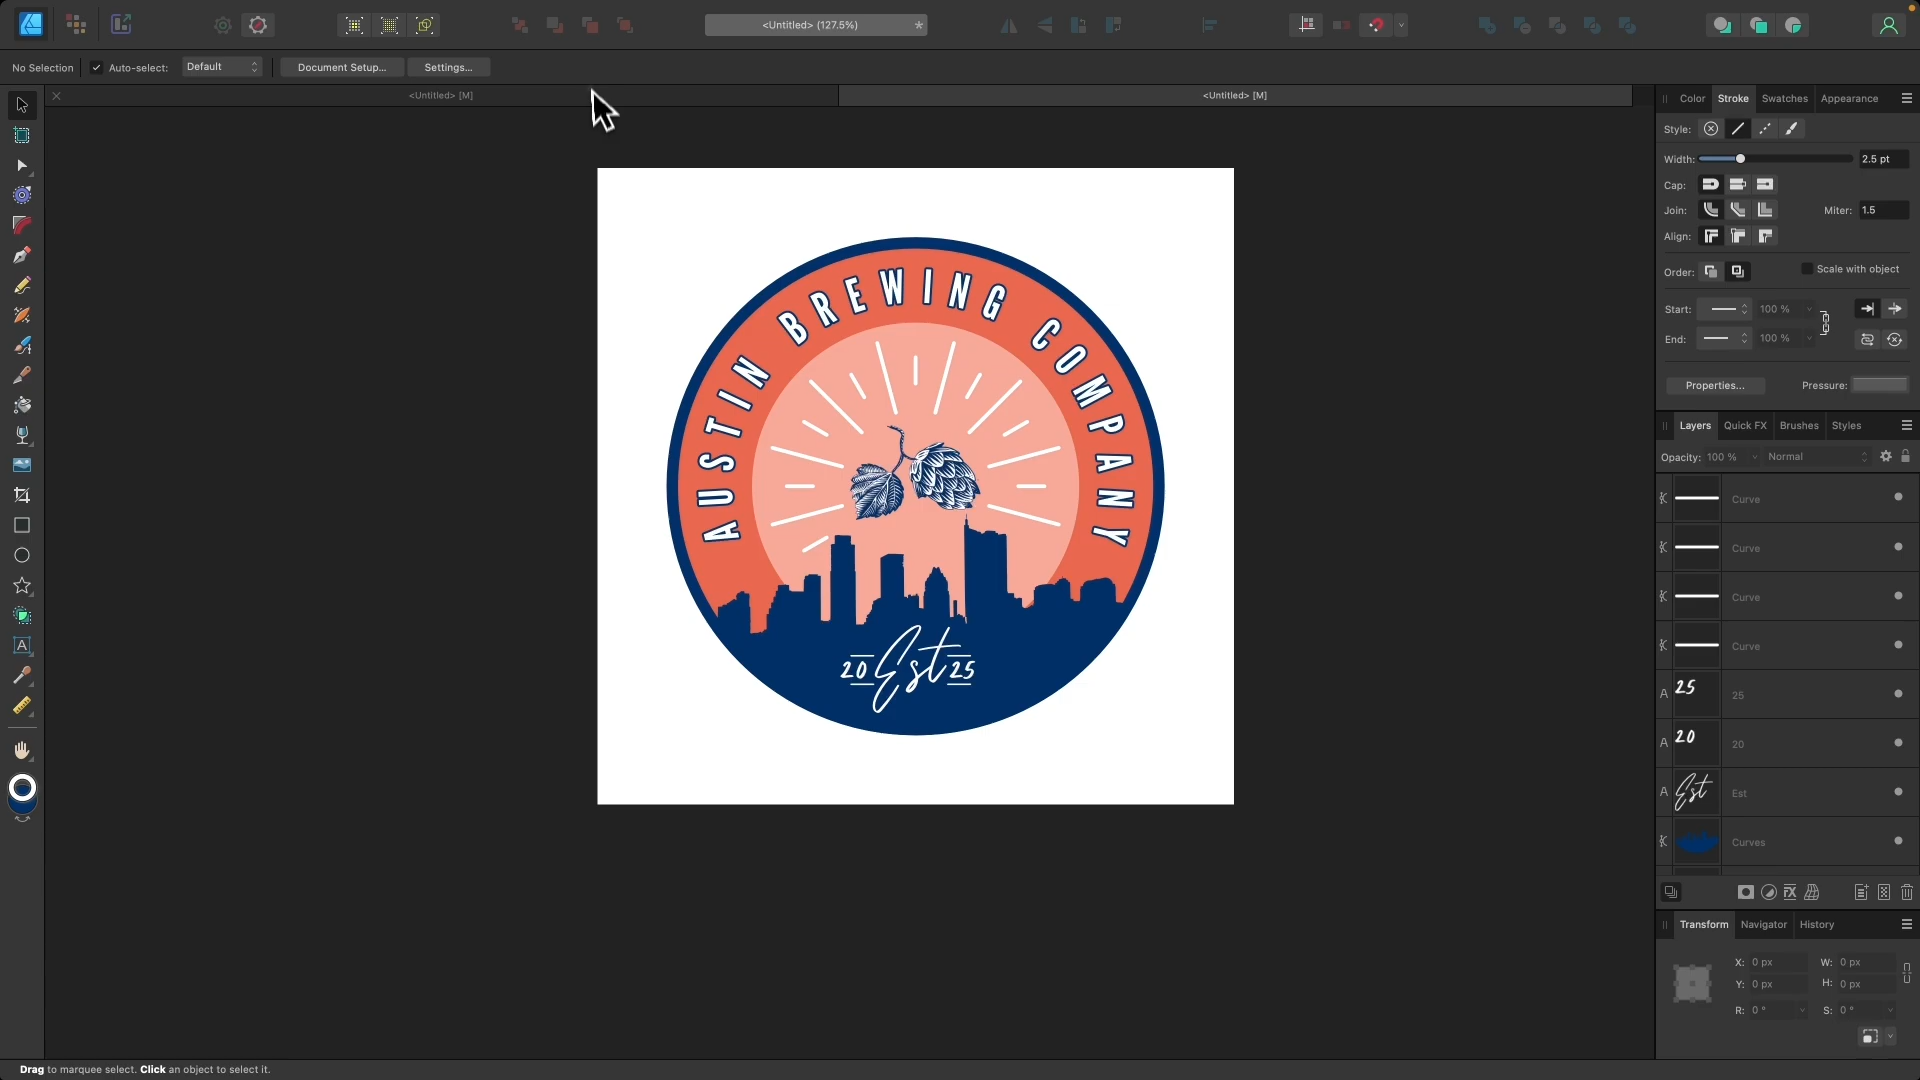 <Untitled> (127.5%)
*
No Selection
Auto-select:
Default
Document Setup...
Settings...
<Untitled> [M]
<Untitled> [M]
AUSTIN BREWING COMPANY
20 Est 25
Color
Stroke
Swatches
Appearance
Style:
Width:
2.5 pt
Cap:
Join:
Miter: 1.5
Align:
Order:
Scale with object
Start:
100 %
End:
100 %
Properties...
Pressure:
Layers
Quick FX
Brushes
Styles
Opacity: 100 %
Normal
Curve
Curve
Curve
Curve
A 25 25
A 20 20
A Est Est
Curves
Transform
Navigator
History
X: 0 px
W: 0 px
Y: 0 px
H: 0 px
R: 0 °
S: 0 °
Drag to marquee select. Click an object to select it.